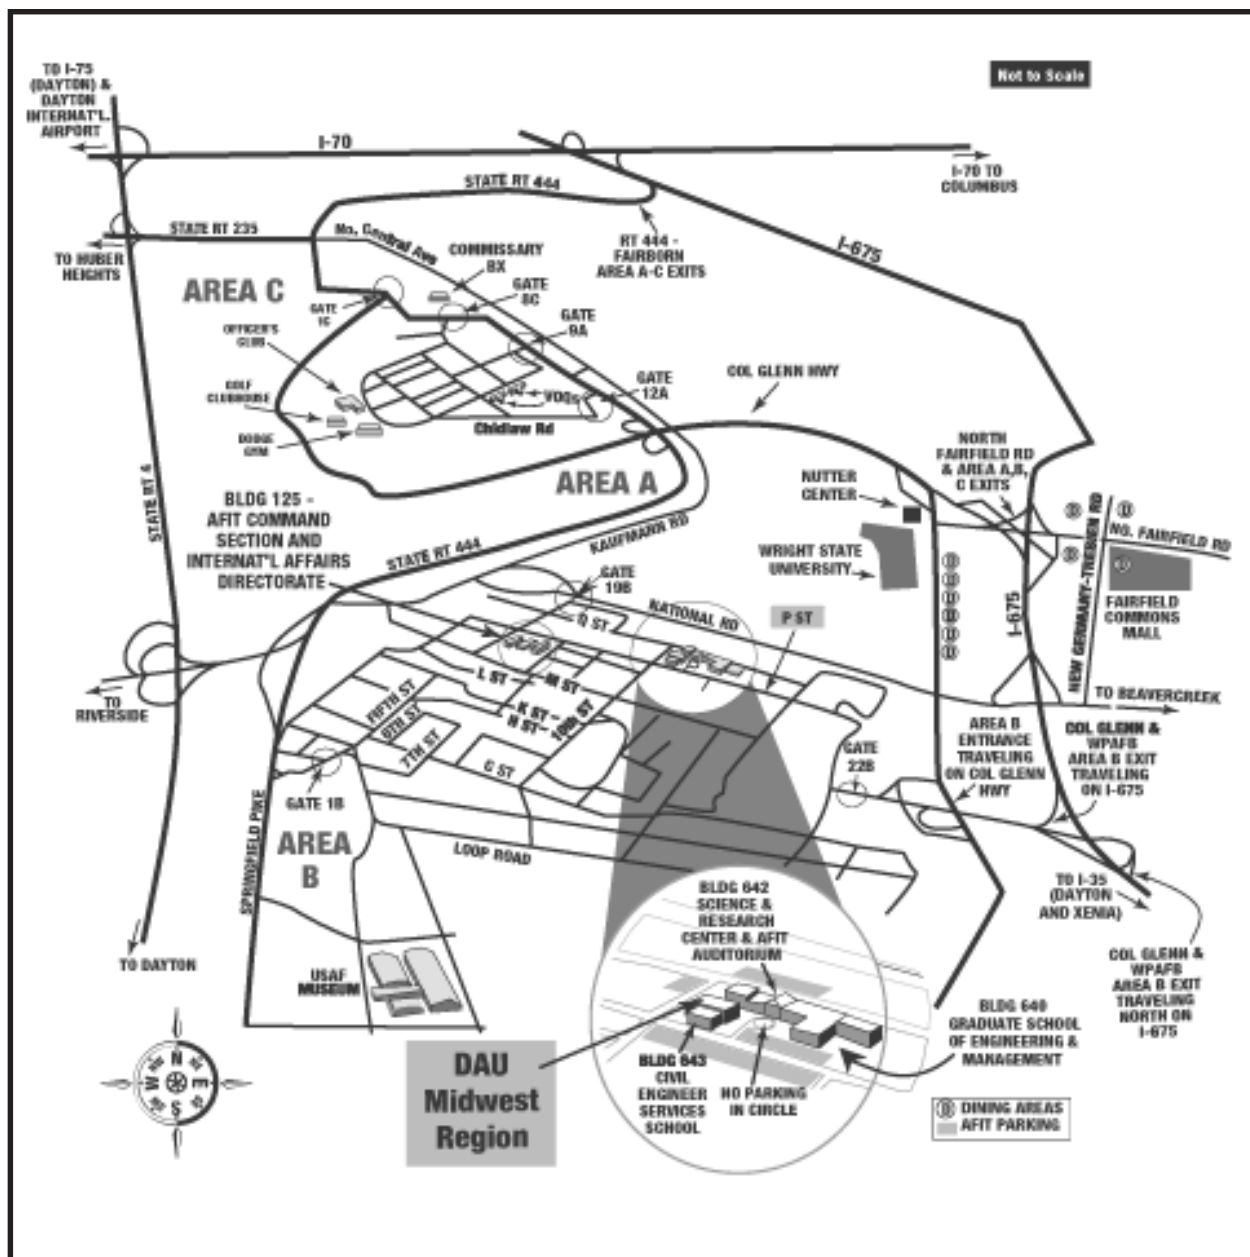 Not to Scale
TO I-75
(DAYTON) &
DAYTON
INTERNAT'L.
AIRPORT
I-70
I-70 TO
COLUMBUS
STATE RT 444
STATE RT 235
No. Central Ave
COMMISSARY
BX
RT 444 -
FAIRBORN
AREA A-C EXITS
I-675
TO HUBER
HEIGHTS
AREA C
GATE
1C
GATE
8C
GATE
9A
OFFICER'S
CLUB
GOLF
CLUBHOUSE
DODGE
GYM
VOQs
GATE
12A
Chidlaw Rd
COL GLENN HWY
AREA A
NORTH
FAIRFIELD RD
& AREA A,B,
C EXITS
NUTTER
CENTER
STATE RT 4
BLDG 125 -
AFIT COMMAND
SECTION AND
INTERNAT'L AFFAIRS
DIRECTORATE
STATE RT 444
KAUFMANN RD
WRIGHT STATE
UNIVERSITY
NO. FAIRFIELD RD
NEW GERMANY-TREBIEN RD
FAIRFIELD
COMMONS
MALL
I-675
GATE
19B
NATIONAL RD
Q ST
P ST
L ST
M ST
K ST
H ST
10th ST
FIFTH ST
6TH ST
7TH ST
G ST
TO
RIVERSIDE
TO BEAVERCREEK
AREA B
ENTRANCE
TRAVELING
ON COL GLENN
HWY
COL GLENN &
WPAFB
AREA B EXIT
TRAVELING
ON I-675
GATE
22B
GATE 1B
SPRINGFIELD PIKE
AREA
B
LOOP ROAD
TO I-35
(DAYTON
AND XENIA)
BLDG 642
SCIENCE &
RESEARCH
CENTER & AFIT
AUDITORIUM
TO DAYTON
USAF
MUSEUM
COL GLENN &
WPAFB
AREA B EXIT
TRAVELING
NORTH ON
I-675
BLDG 640
GRADUATE SCHOOL
OF ENGINEERING &
MANAGEMENT
N
W
E
S
DAU
Midwest
Region
BLDG 643
CIVIL
ENGINEER
SERVICES
SCHOOL
NO PARKING
IN CIRCLE
D DINING AREAS
AFIT PARKING